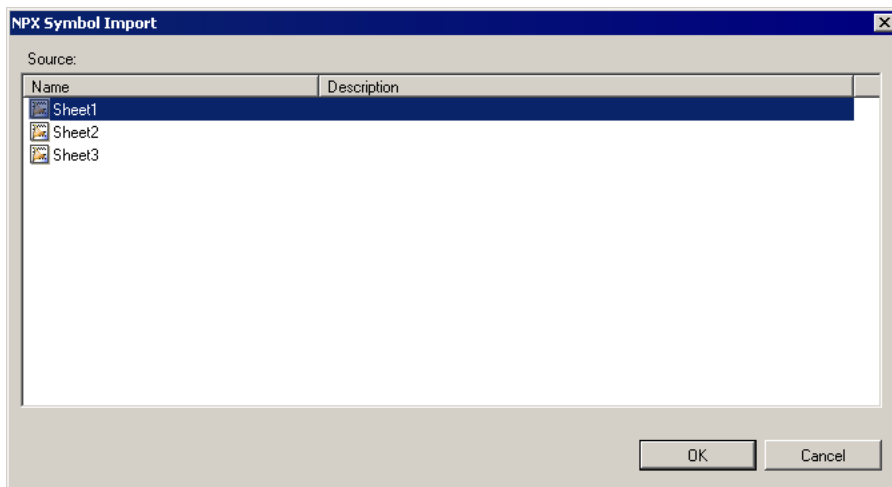 NPX Symbol Import
Source:
Name Description
Sheet1
Sheet2
Sheet3
OK Cancel